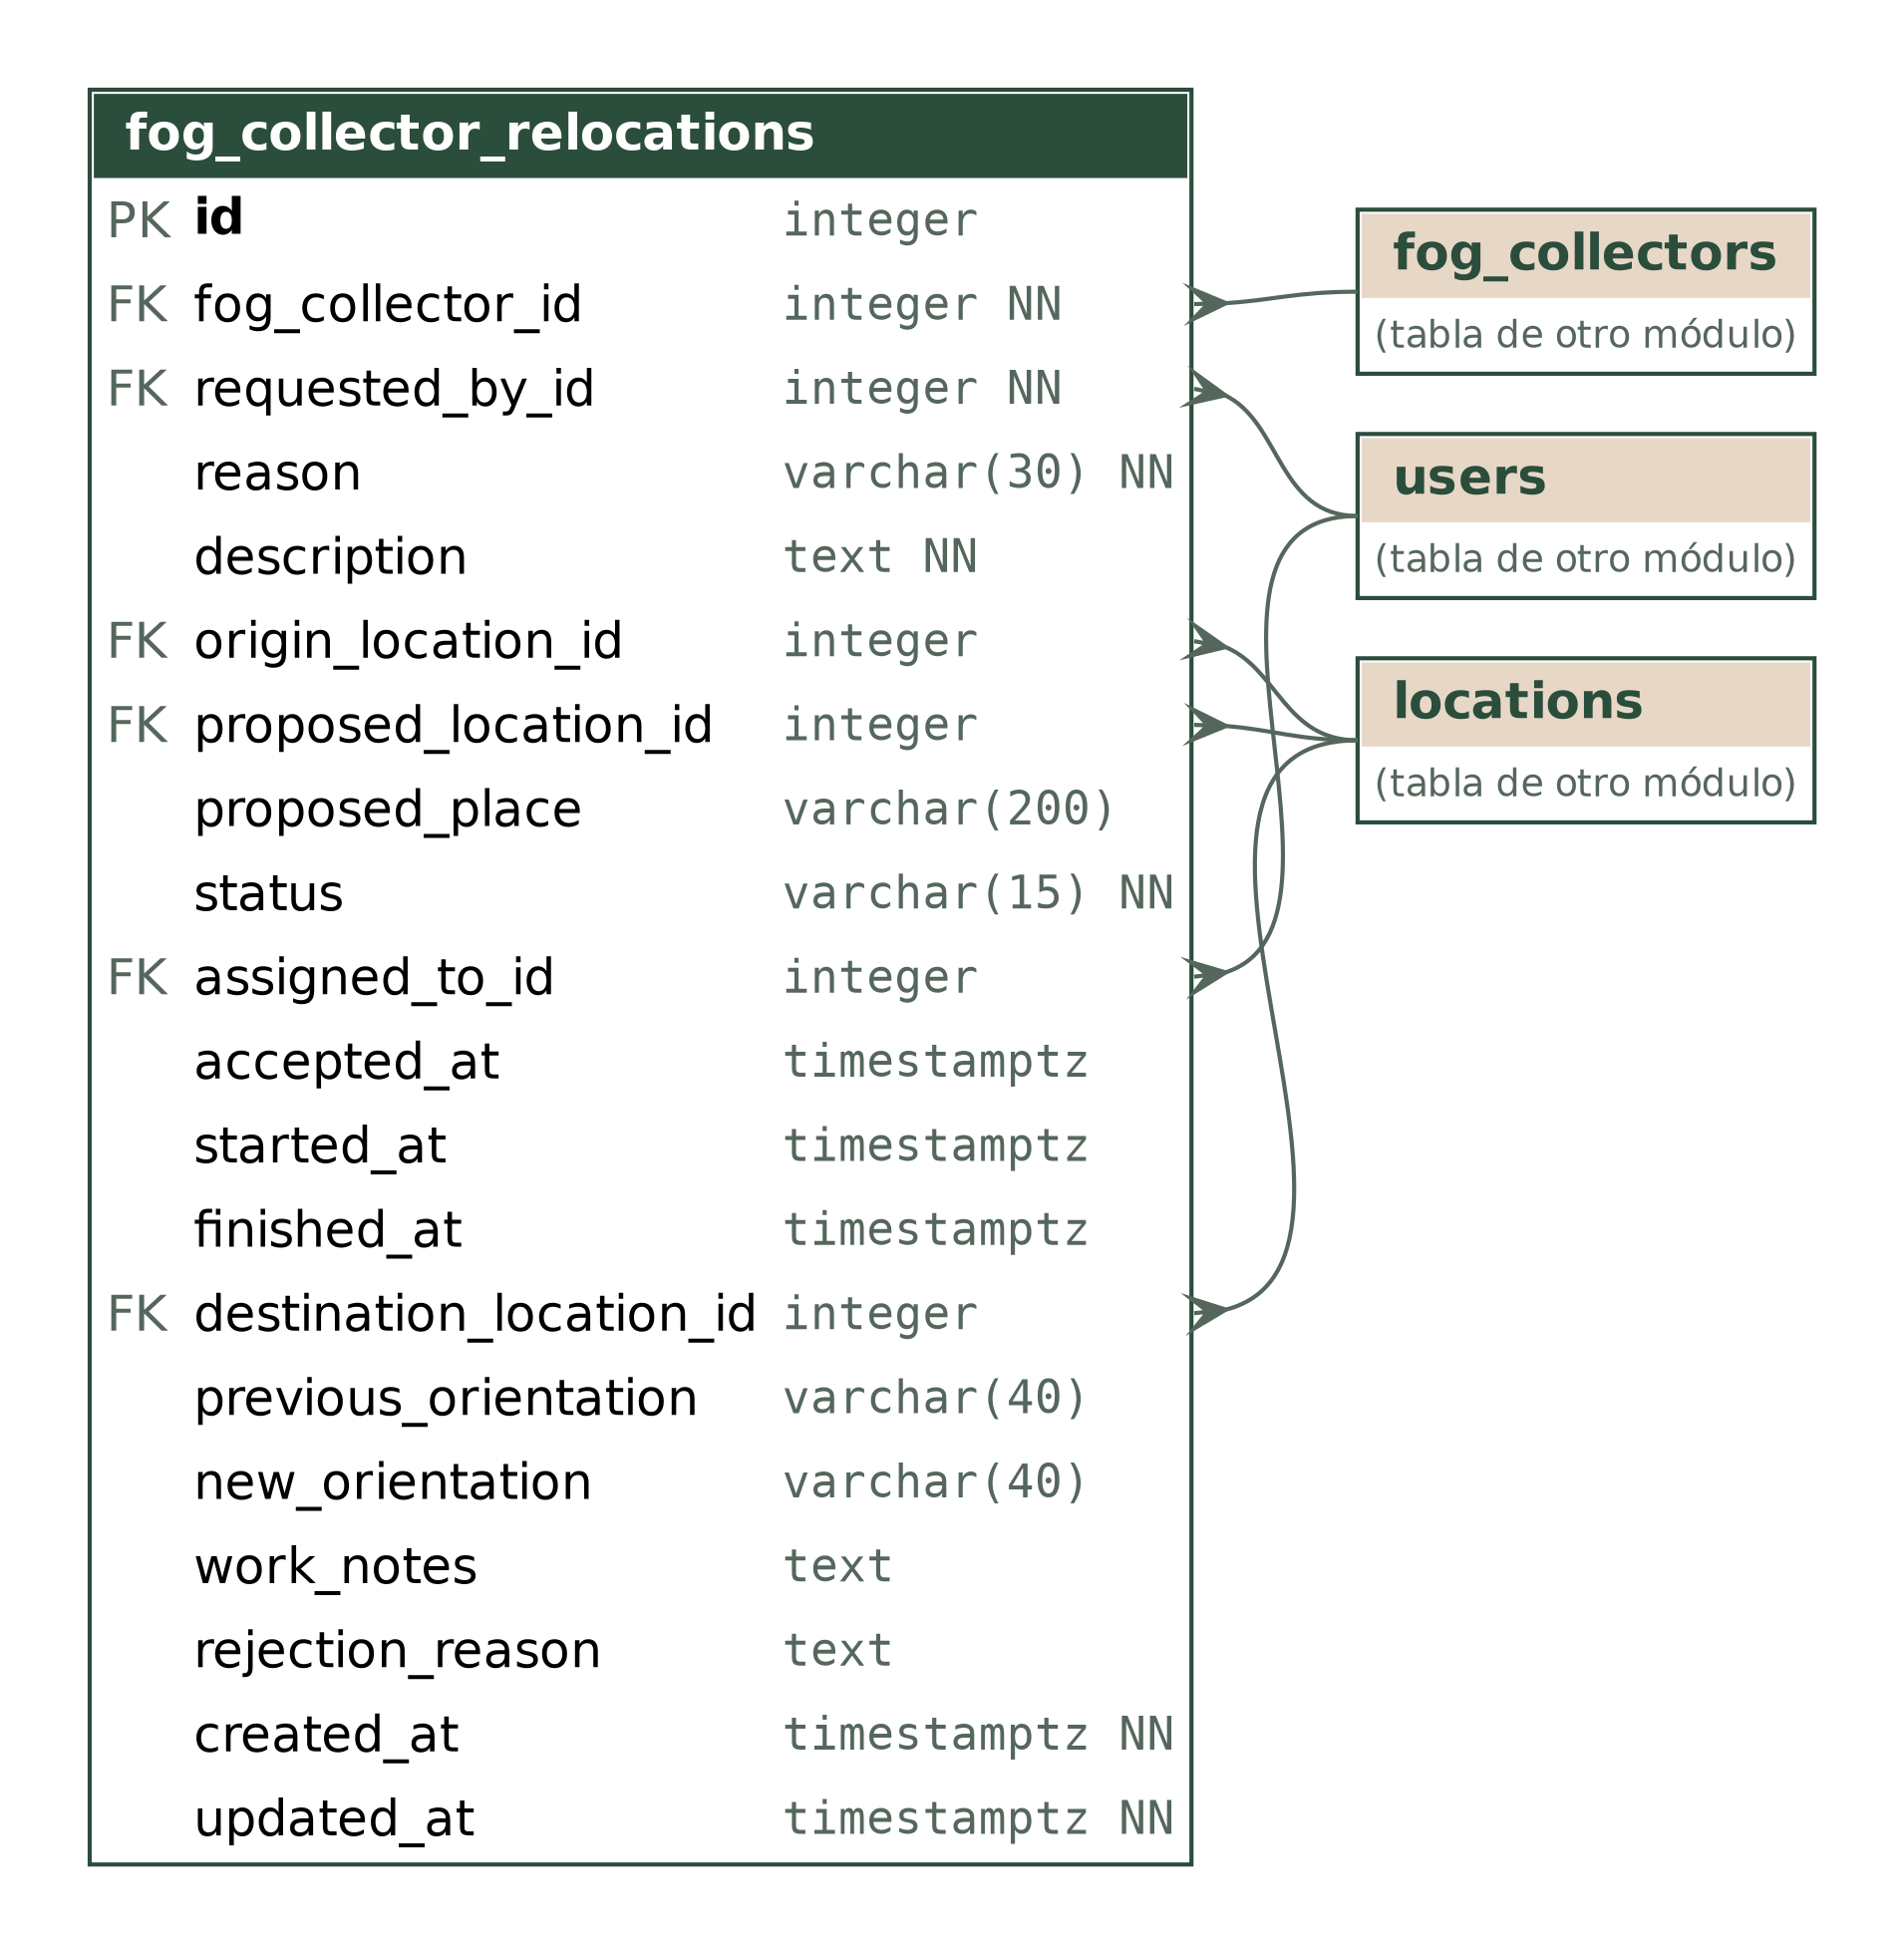 fog_collector_relocations
PK id integer
FK fog_collector_id integer NN
FK requested_by_id integer NN
reason varchar(30) NN
description text NN
FK origin_location_id integer
FK proposed_location_id integer
proposed_place varchar(200)
status varchar(15) NN
FK assigned_to_id integer
accepted_at timestamptz
started_at timestamptz
finished_at timestamptz
FK destination_location_id integer
previous_orientation varchar(40)
new_orientation varchar(40)
work_notes text
rejection_reason text
created_at timestamptz NN
updated_at timestamptz NN
fog_collectors
(tabla de otro módulo)
users
(tabla de otro módulo)
locations
(tabla de otro módulo)